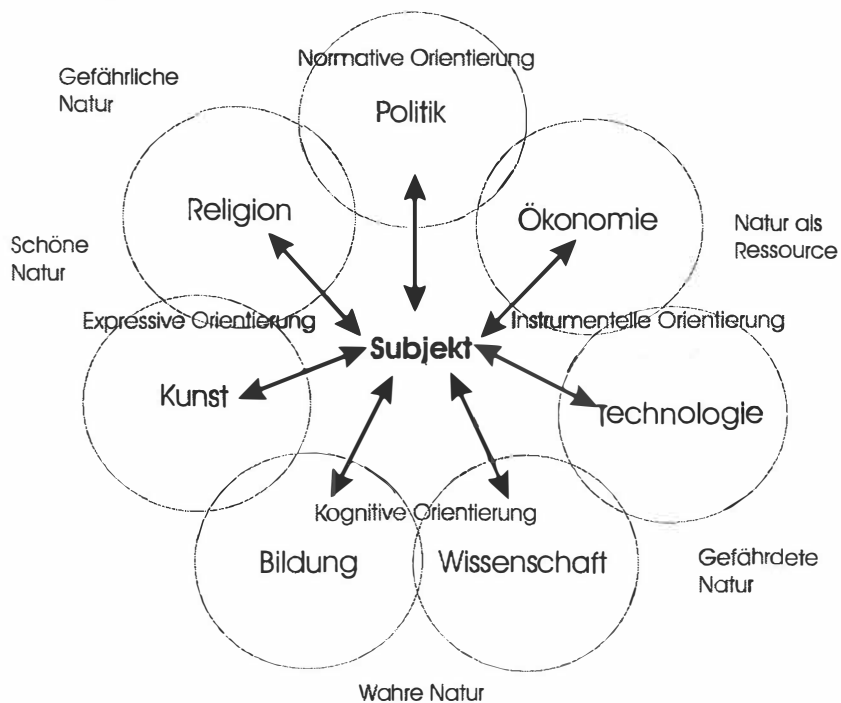 Normative Orientierung
Gefährliche
Natur
Politik
Religion
Ökonomie
Natur als
Ressource
Schöne
Natur
Expressive Orientierung
Instrumentelle Orientierung
Subjekt
Kunst
Technologie
Kognitive Orientierung
Bildung
Wissenschaft
Gefährdete
Natur
Wahre Natur